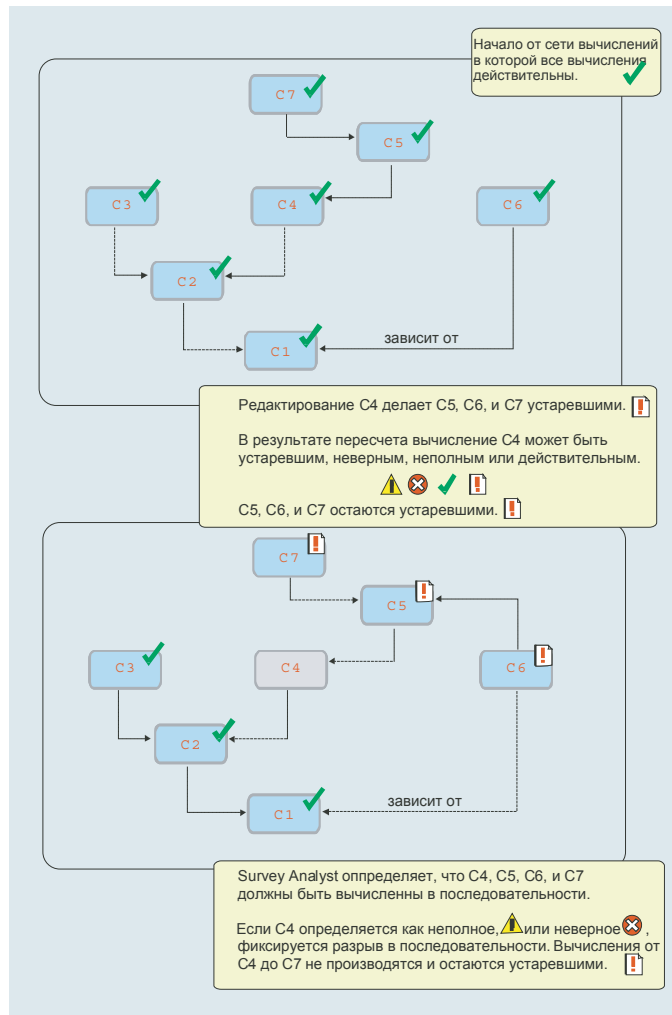 Начало от сети вычислений
в которой все вычисления
действительны.
C7
C5
C3
C4
C6
C2
зависит от
C1
Редактирование C4 делает C5, C6, и C7 устаревшими.
В результате пересчета вычисление C4 может быть
устаревшим, неверным, неполным или действительным.
C5, C6, и C7 остаются устаревшими.
C7
C5
C3
C4
C6
C2
зависит от
C1
Survey Analyst оппределяет, что C4, C5, C6, и C7
должны быть вычисленны в последовательности.
Если C4 определяется как неполное, или неверное ,
фиксируется разрыв в последовательности. Вычисления от
C4 до C7 не производятся и остаются устаревшими.